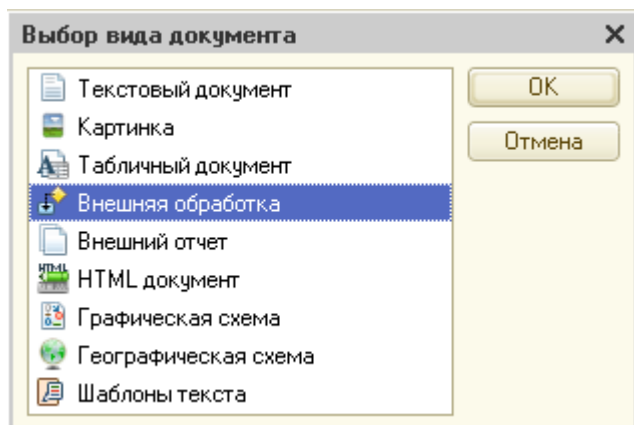 Выбор вида документа
Текстовый документ
Картинка
Табличный документ
Внешняя обработка
Внешний отчет
HTML документ
Графическая схема
Географическая схема
Шаблоны текста
OK
Отмена